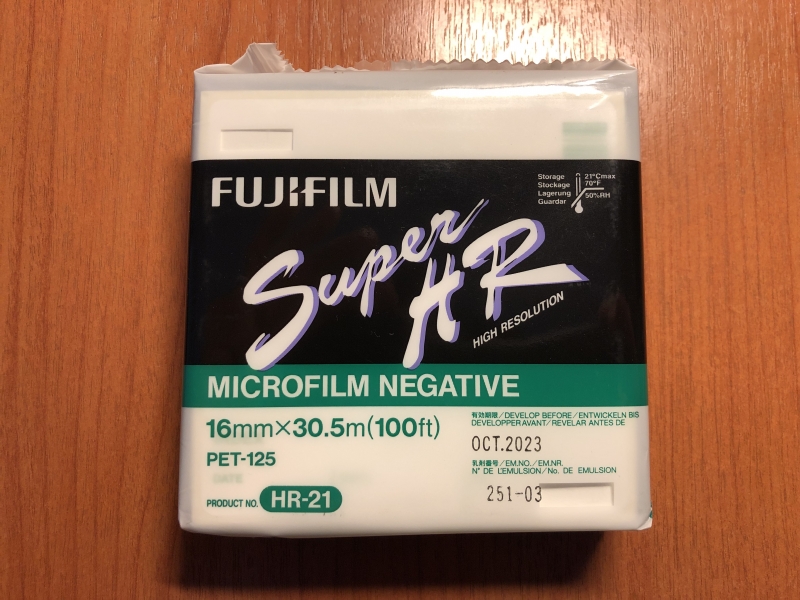 FUJIFILM
Storage
Stockage
Lagerung
Guardar
21°Cmax
70°F
50%RH
Super HR
HIGH RESOLUTION
MICROFILM NEGATIVE
16mm×30.5m(100ft)
PET-125
PRODUCT NO. HR-21
有効期限/DEVELOP BEFORE/ENTWICKELN BIS
DEVELOPPER AVANT/REVELAR ANTES DE
OCT.2023
乳剤番号/EM.NO./EM.NR.
N° DE L'EMULSION/No. DE EMULSION
251-03